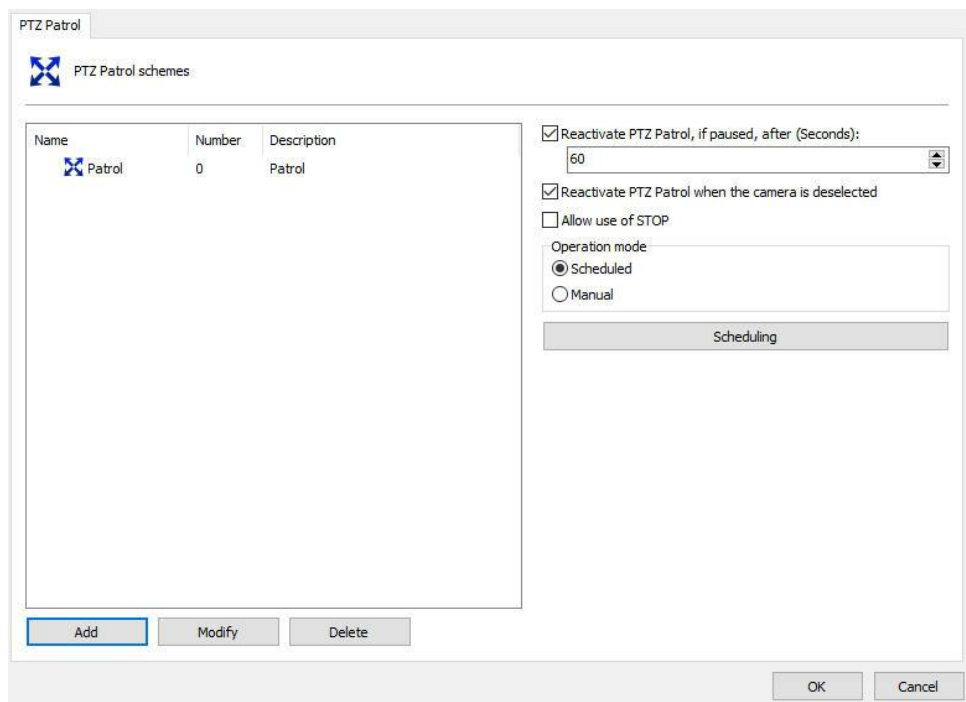 PTZ Patrol
PTZ Patrol schemes
Name Number Description
Patrol 0 Patrol
Reactivate PTZ Patrol, if paused, after (Seconds):
60
Reactivate PTZ Patrol when the camera is deselected
Allow use of STOP
Operation mode
Scheduled
Manual
Scheduling
Add Modify Delete
OK Cancel